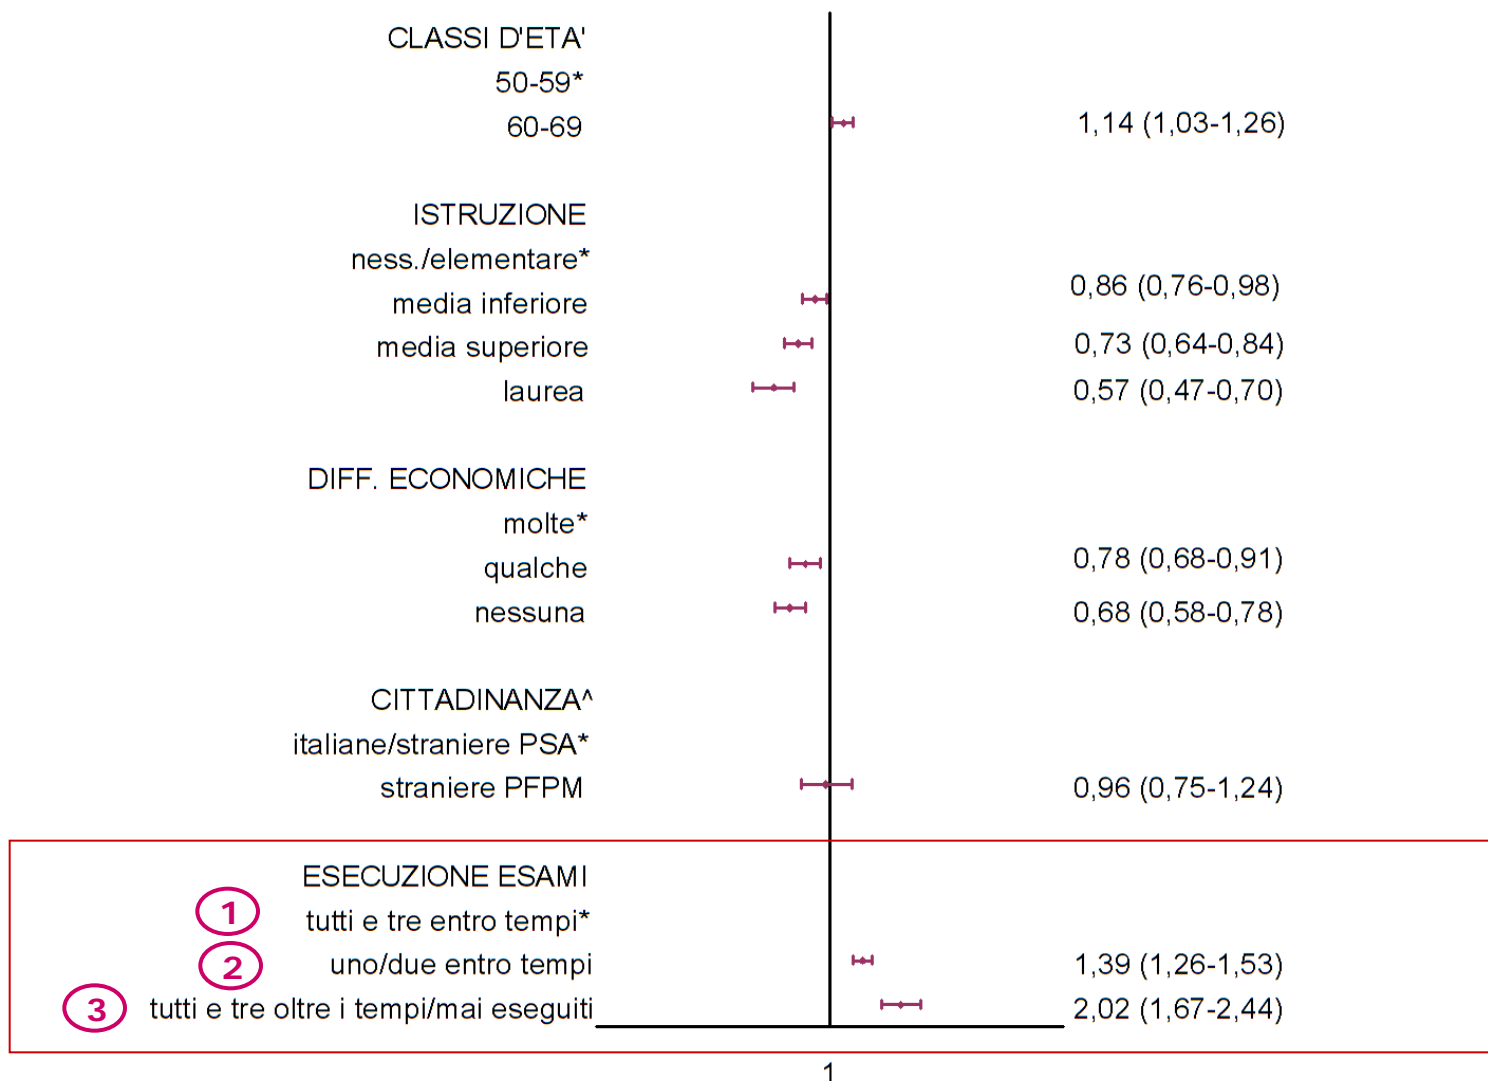 CLASSI D'ETA'
50-59*
60-69 1,14 (1,03-1,26)
ISTRUZIONE
ness./elementare*
media inferiore 0,86 (0,76-0,98)
media superiore 0,73 (0,64-0,84)
laurea 0,57 (0,47-0,70)
DIFF. ECONOMICHE
molte*
qualche 0,78 (0,68-0,91)
nessuna 0,68 (0,58-0,78)
CITTADINANZA^
italiane/straniere PSA*
straniere PFPM 0,96 (0,75-1,24)
ESECUZIONE ESAMI
1 tutti e tre entro tempi*
2 uno/due entro tempi 1,39 (1,26-1,53)
3 tutti e tre oltre i tempi/mai eseguiti 2,02 (1,67-2,44)
1